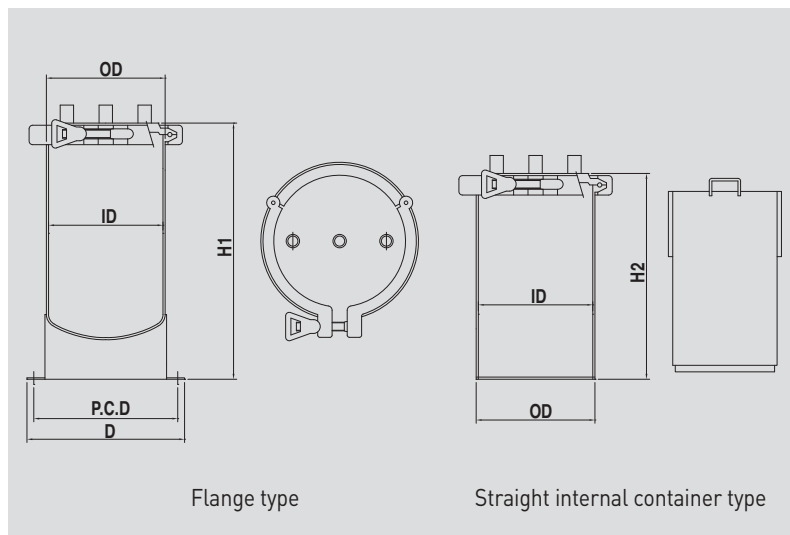 OD
ID
H1
P.C.D
D
Flange type
ID
H2
OD
Straight internal container type